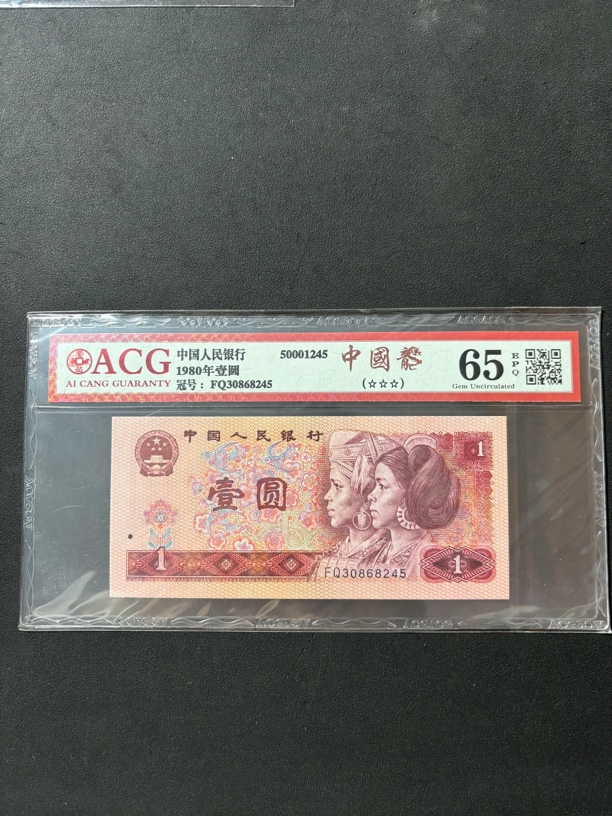 ACG
AI CANG GUARANTY
中国人民银行
1980年壹圆
冠号：FQ30868245
50001245
中國龍
(☆☆☆)
65
EPQ
Gem Uncirculated
中国人民银行
壹圆
1
1
FQ30868245
1